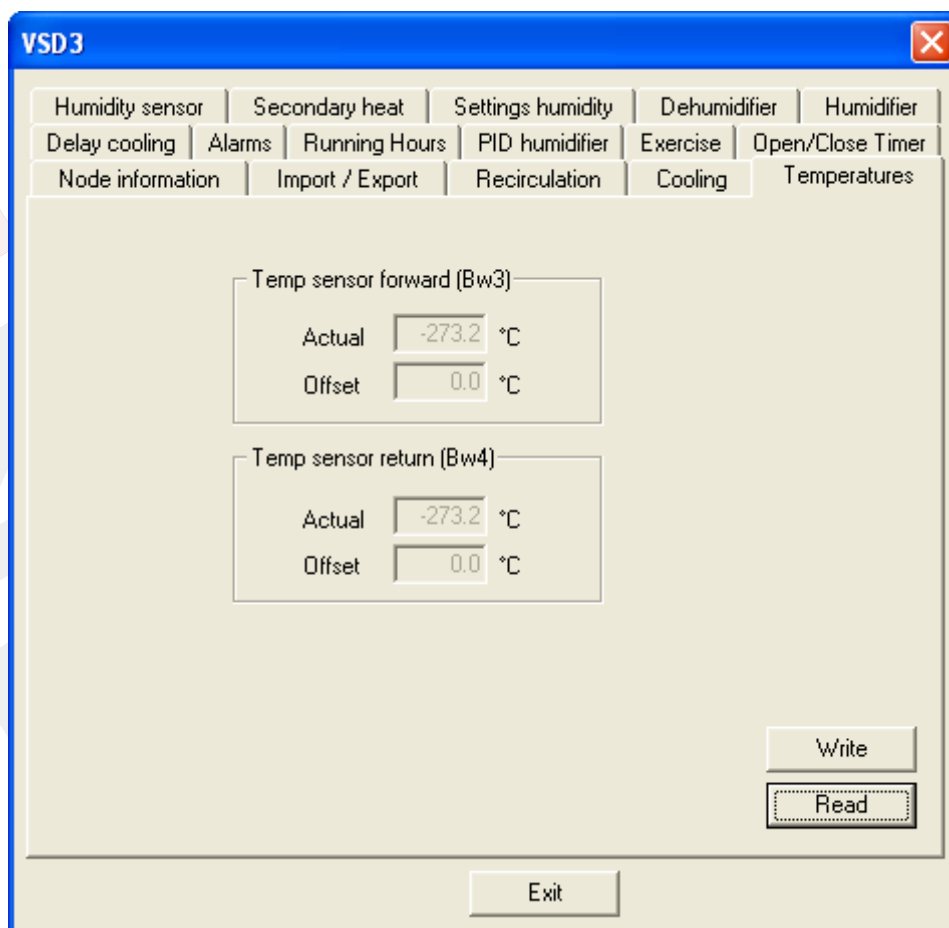 VSD3
Humidity sensor Secondary heat Settings humidity Dehumidifier Humidifier
Delay cooling Alarms Running Hours PID humidifier Exercise Open/Close Timer
Node information Import / Export Recirculation Cooling Temperatures
Temp sensor forward (Bw3)
Actual -273.2 °C
Offset 0.0 °C
Temp sensor return (Bw4)
Actual -273.2 °C
Offset 0.0 °C
Write
Read
Exit